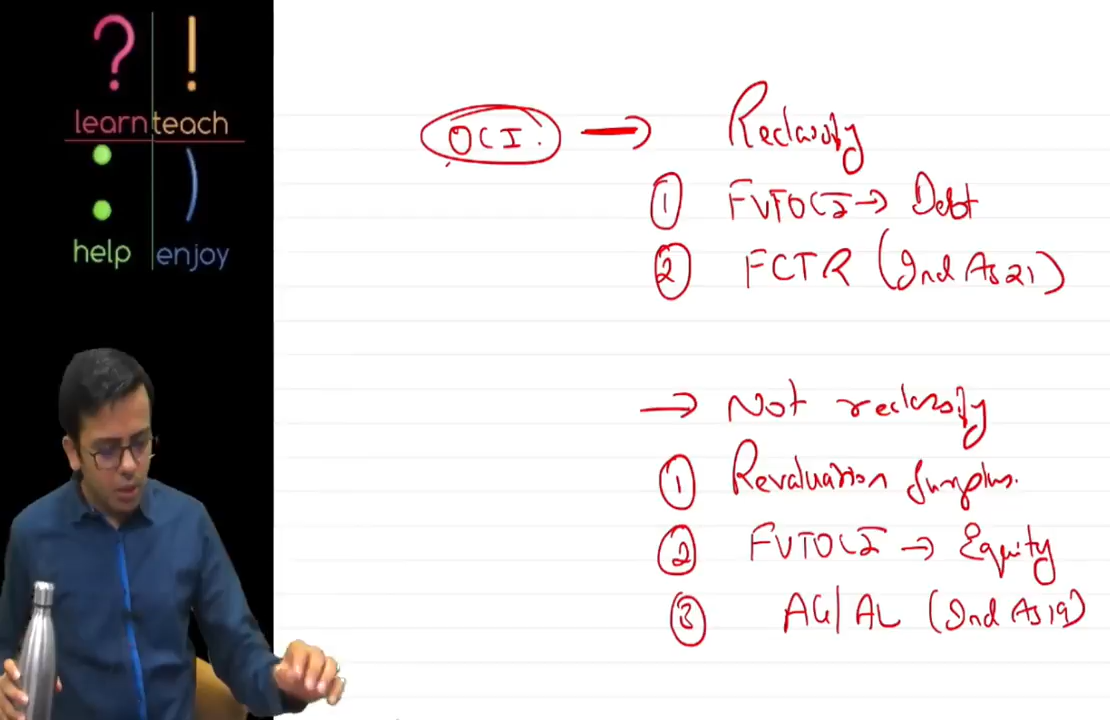 ? !
learn teach
: )
help enjoy
OCI. → Reclassify
① FVTOCI → Debt
② FCTR (Ind AS 21)
→ Not reclassify
① Revaluation Surplus.
② FVTOCI → Equity
③ AG/AL (Ind AS 19)